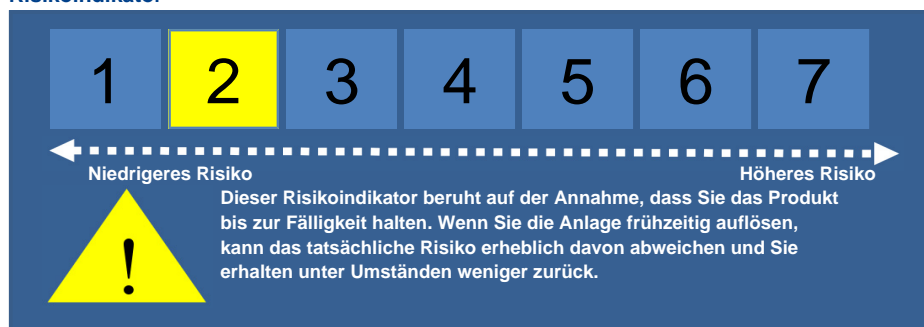 Risikoindikator
1 2 3 4 5 6 7
Niedrigeres Risiko Höheres Risiko
Dieser Risikoindikator beruht auf der Annahme, dass Sie das Produkt
bis zur Fälligkeit halten. Wenn Sie die Anlage frühzeitig auflösen,
kann das tatsächliche Risiko erheblich davon abweichen und Sie
erhalten unter Umständen weniger zurück.
!